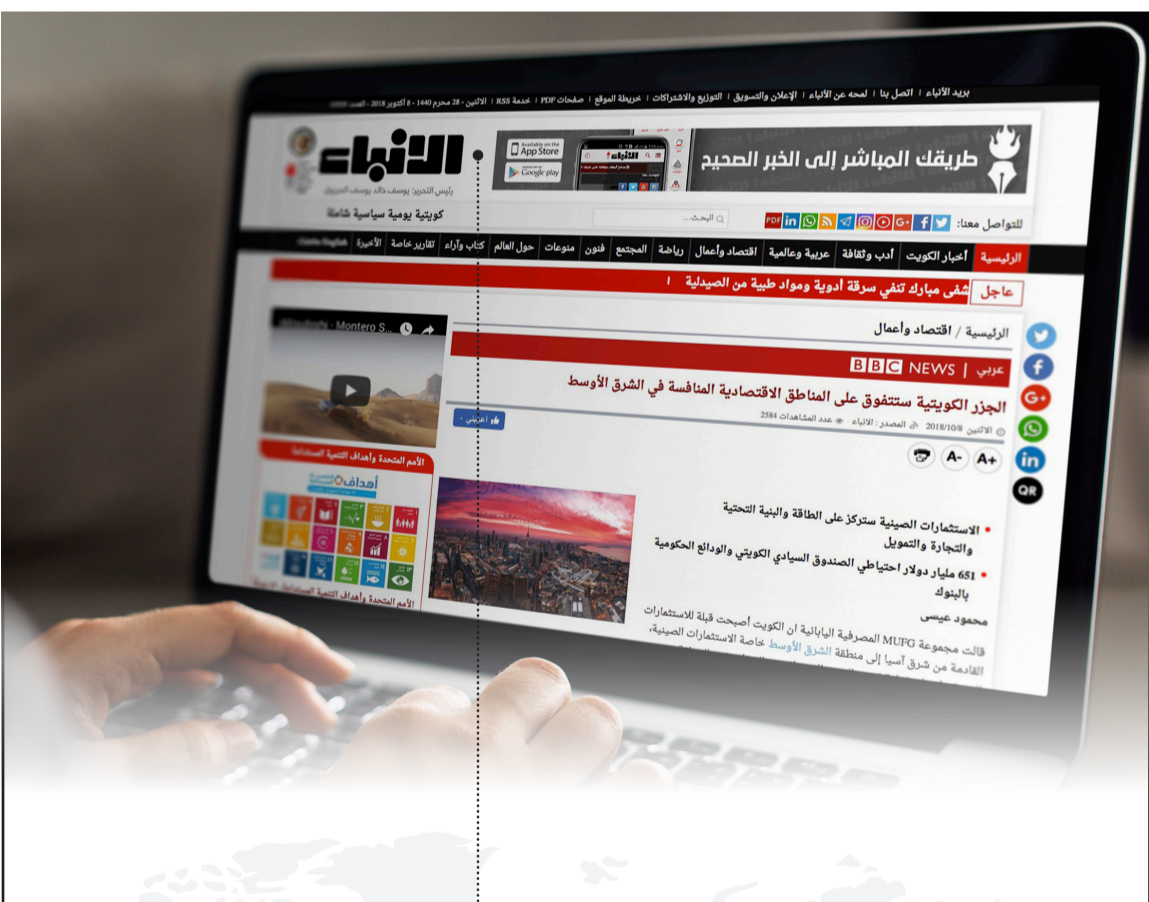 بريد الأنباء | اتصل بنا | لمحه عن الأنباء | الإعلان والتسويق | التوزيع والاشتراكات | خريطة الموقع | صفحات PDF | خدمة RSS | الاثنين - 28 محرم 1440 - 8 أكتوبر 2018 - العدد
طريقك المباشر إلى الخبر الصحيح
Available on the App Store
Google play
الأنباء
الانباء
رئيس التحرير: يوسف خالد يوسف المرزوق
كويتية يومية سياسية شاملة
للتواصل معنا:
PDF
البحث...
الرئيسية أخبار الكويت أدب وثقافة عربية وعالمية اقتصاد وأعمال رياضة المجتمع فنون منوعات حول العالم كتاب وآراء تقارير خاصة الأخيرة
عاجل شفى مبارك تنفي سرقة أدوية ومواد طبية من الصيدلية |
الرئيسية / اقتصاد وأعمال
عربي | BBC NEWS
الجزر الكويتية ستتفوق على المناطق الاقتصادية المنافسة في الشرق الأوسط
الاثنين 2018/10/8 المصدر : الانباء عدد المشاهدات 2584
A+ A-
QR
• الاستثمارات الصينية ستركز على الطاقة والبنية التحتية
والتجارة والتمويل
• 651 مليار دولار احتياطي الصندوق السيادي الكويتي والودائع الحكومية
بالبنوك
محمود عيسى
قالت مجموعة MUFG المصرفية اليابانية ان الكويت أصبحت قبلة للاستثمارات
القادمة من شرق آسيا إلى منطقة الشرق الأوسط خاصة الاستثمارات الصينية،
Montero S...
الأمم المتحدة وأهداف التنمية المستدامة
أهداف
الأمم المتحدة وأهداف التنمية المستدامة